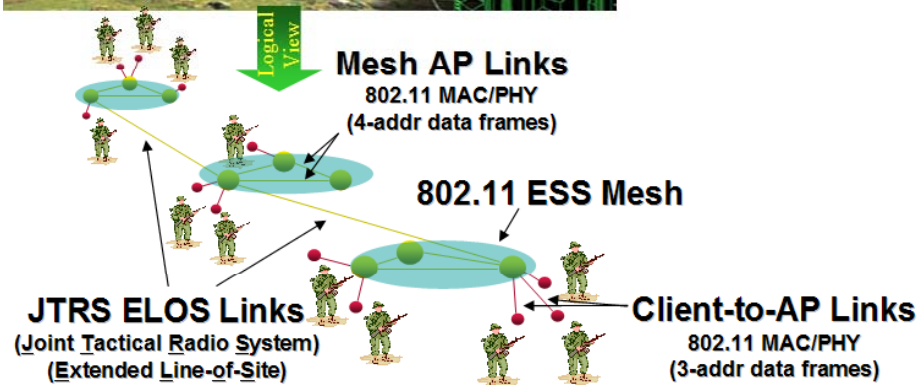 Logical
View
Mesh AP Links
802.11 MAC/PHY
(4-addr data frames)
802.11 ESS Mesh
JTRS ELOS Links
(Joint Tactical Radio System)
(Extended Line-of-Site)
Client-to-AP Links
802.11 MAC/PHY
(3-addr data frames)